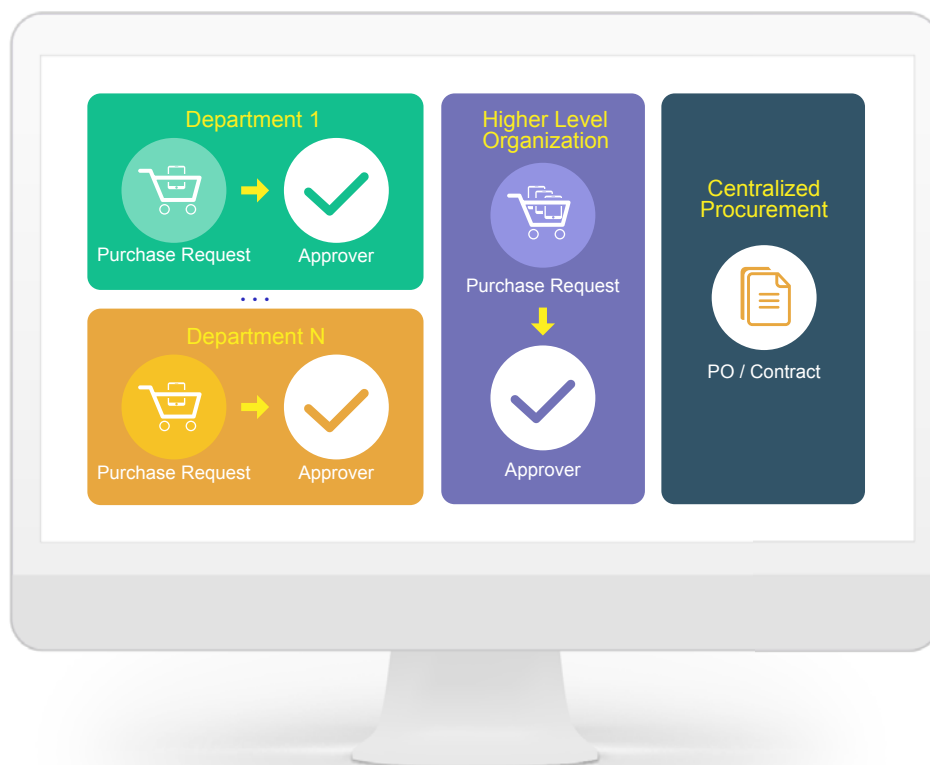 Department 1
Purchase Request
Approver
...
Department N
Purchase Request
Approver
Higher Level
Organization
Purchase Request
Approver
Centralized
Procurement
PO / Contract